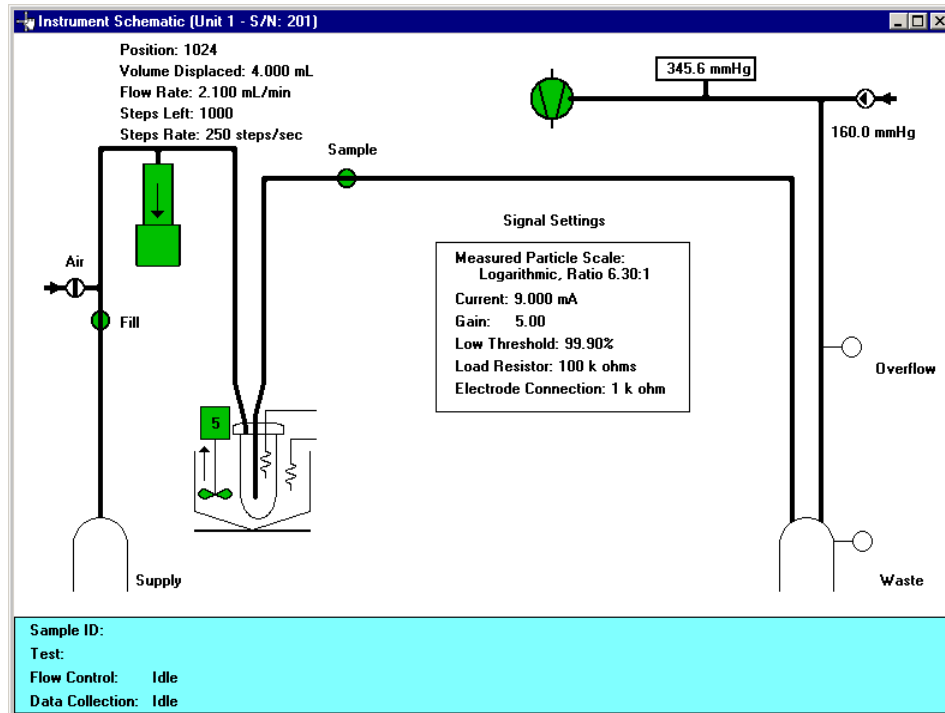 Instrument Schematic (Unit 1 - S/N: 201)
Position: 1024
Volume Displaced: 4.000 mL
Flow Rate: 2.100 mL/min
Steps Left: 1000
Steps Rate: 250 steps/sec
345.6 mmHg
160.0 mmHg
Sample
Signal Settings
Measured Particle Scale:
Logarithmic, Ratio 6.30:1
Current: 9.000 mA
Gain: 5.00
Low Threshold: 99.90%
Load Resistor: 100 k ohms
Electrode Connection: 1 k ohm
Air
Fill
Overflow
5
Supply
Waste
Sample ID:
Test:
Flow Control: Idle
Data Collection: Idle